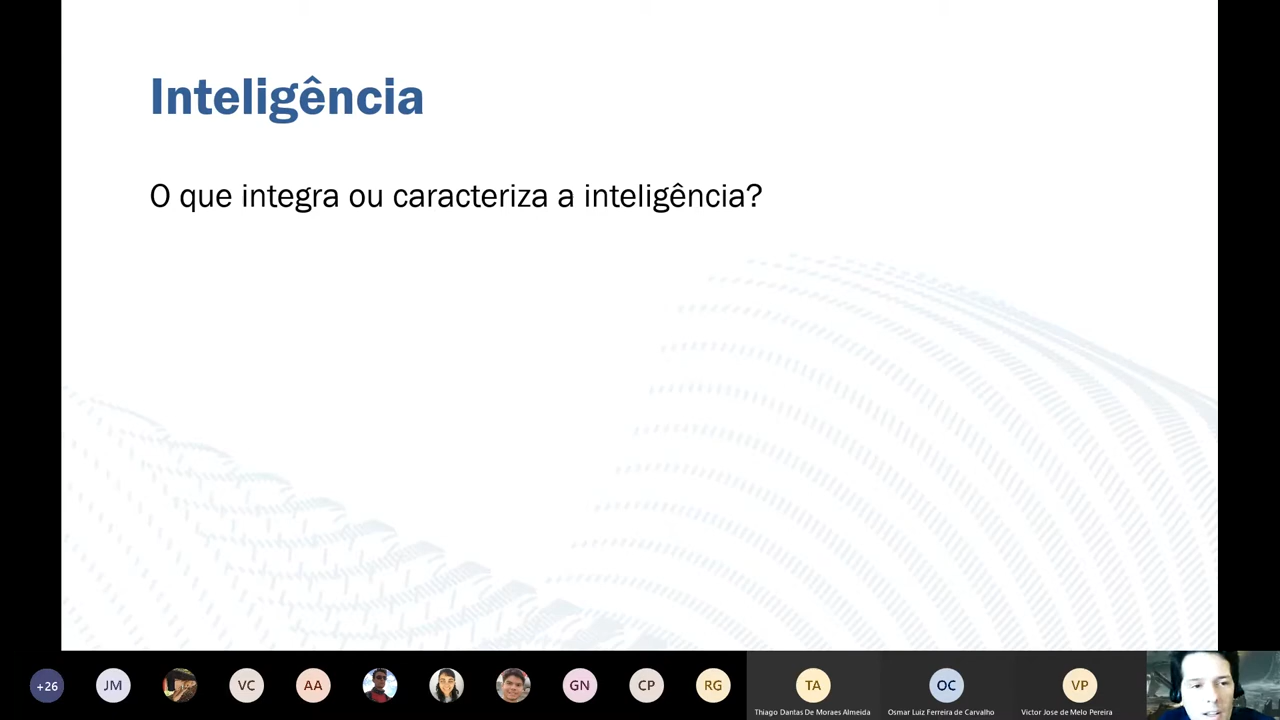 Inteligência
O que integra ou caracteriza a inteligência?
+26
JM
VC
AA
GN
CP
RG
TA
OC
VP
Thiago Dantas De Moraes Almeida
Osmar Luiz Ferreira de Carvalho
Victor Jose de Melo Pereira